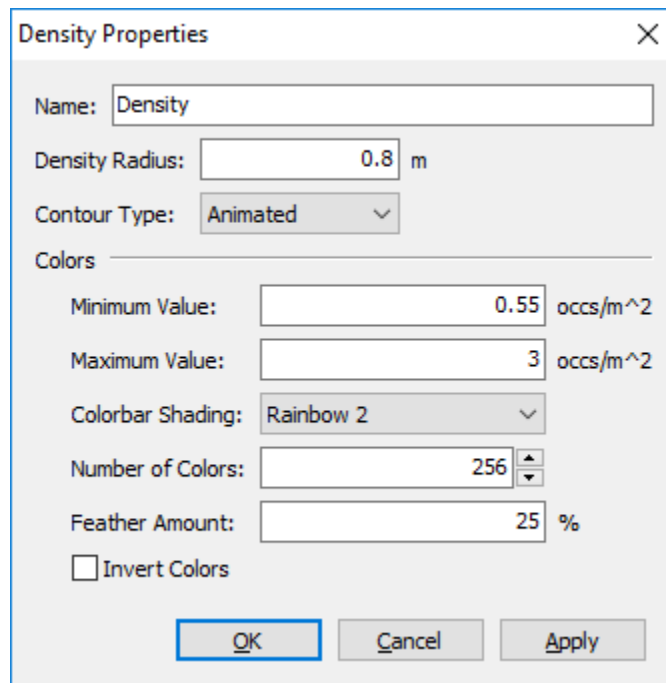 Density Properties
Name: Density
Density Radius: 0.8 m
Contour Type: Animated
Colors
Minimum Value: 0.55 occs/m^2
Maximum Value: 3 occs/m^2
Colorbar Shading: Rainbow 2
Number of Colors: 256
Feather Amount: 25 %
Invert Colors
OK Cancel Apply